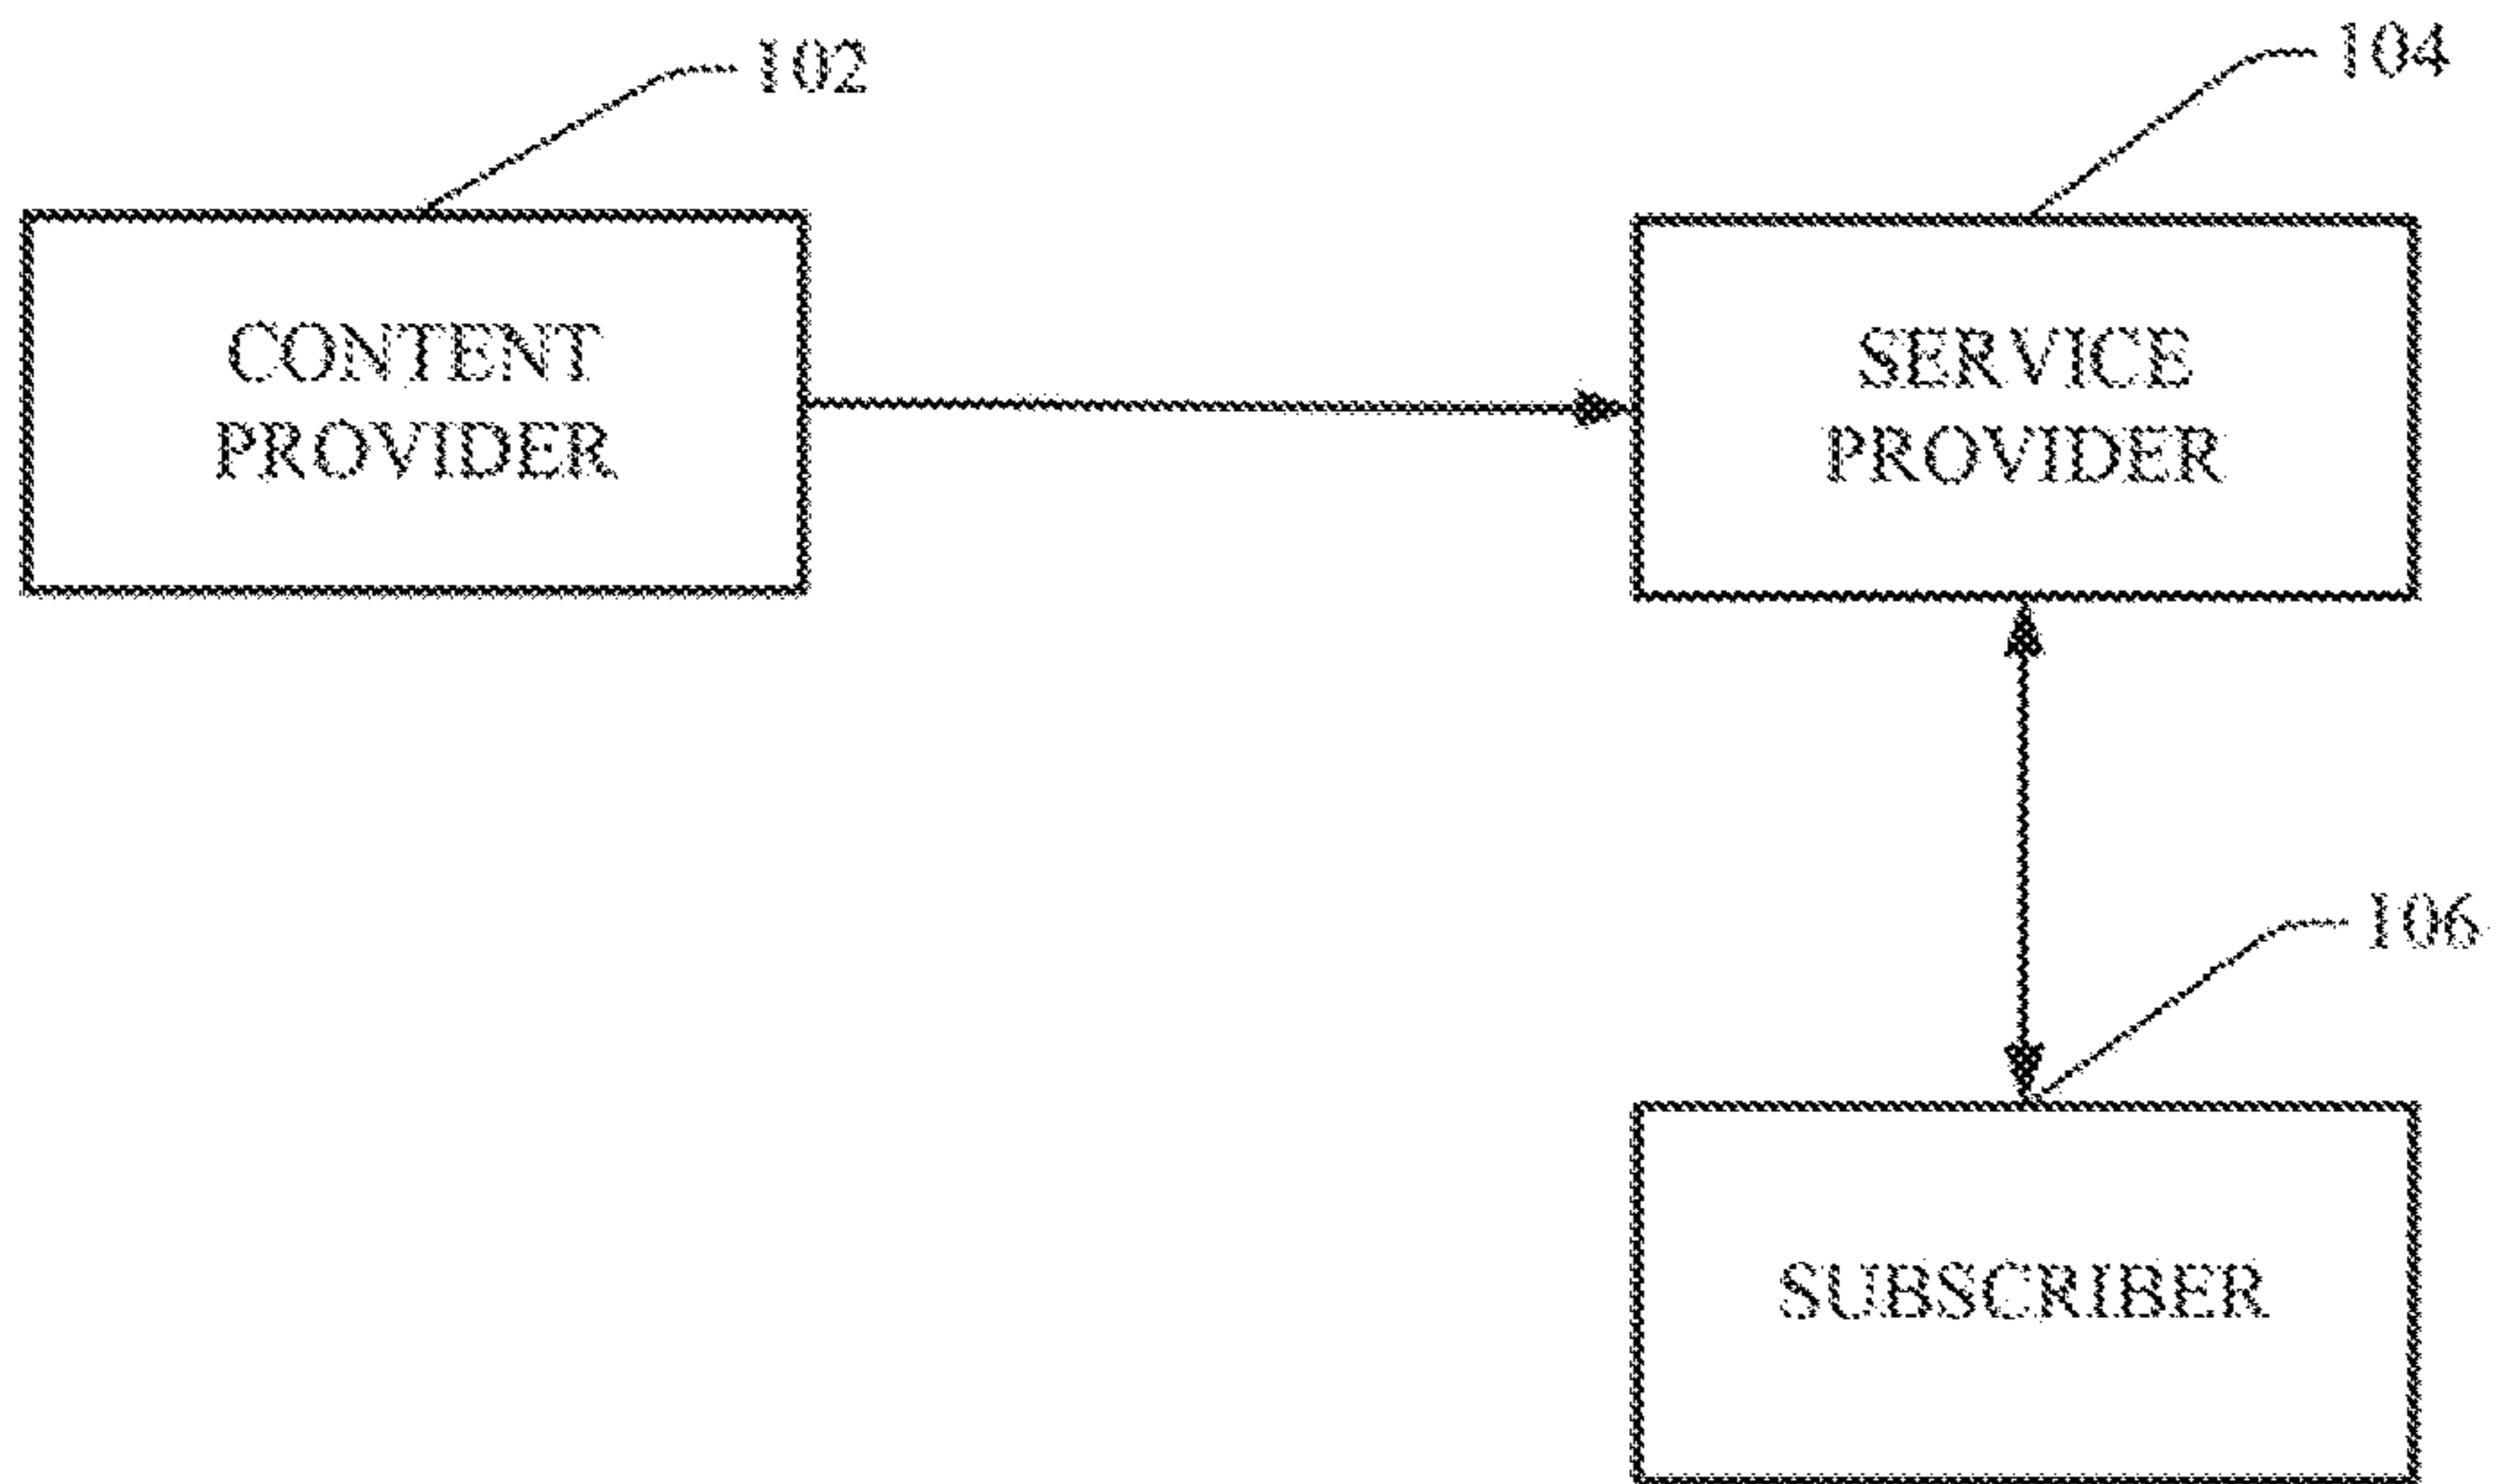 102
104
CONTENT
PROVIDER
SERVICE
PROVIDER
106
SUBSCRIBER